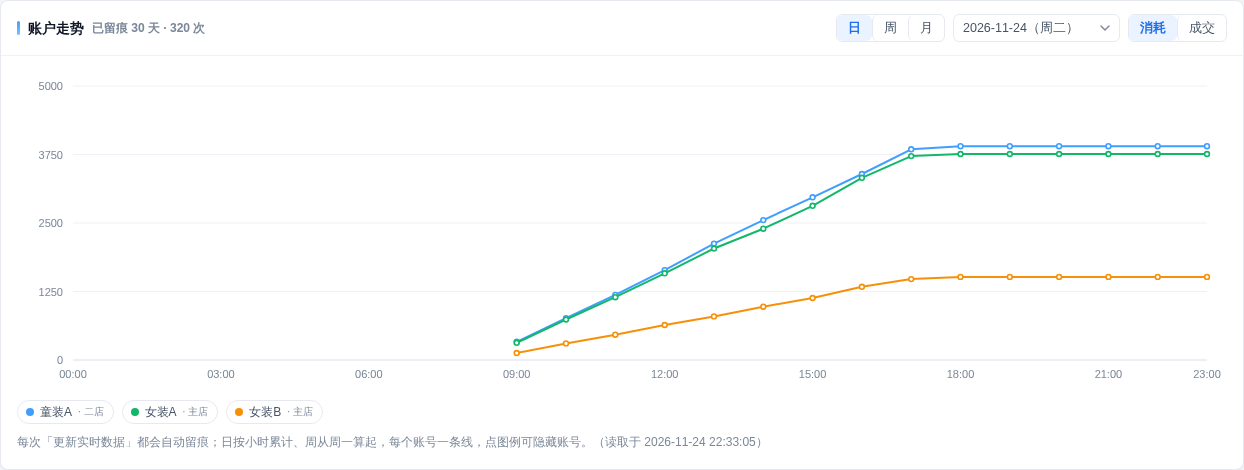 账户走势 已留痕 30 天 · 320 次 日 周 月 2026-11-24（周二） 消耗 成交
5000
3750
2500
1250
0
00:00 03:00 06:00 09:00 12:00 15:00 18:00 21:00 23:00
童装A · 二店 女装A · 主店 女装B · 主店
每次「更新实时数据」都会自动留痕；日按小时累计、周从周一算起，每个账号一条线，点图例可隐藏账号。（读取于 2026-11-24 22:33:05）